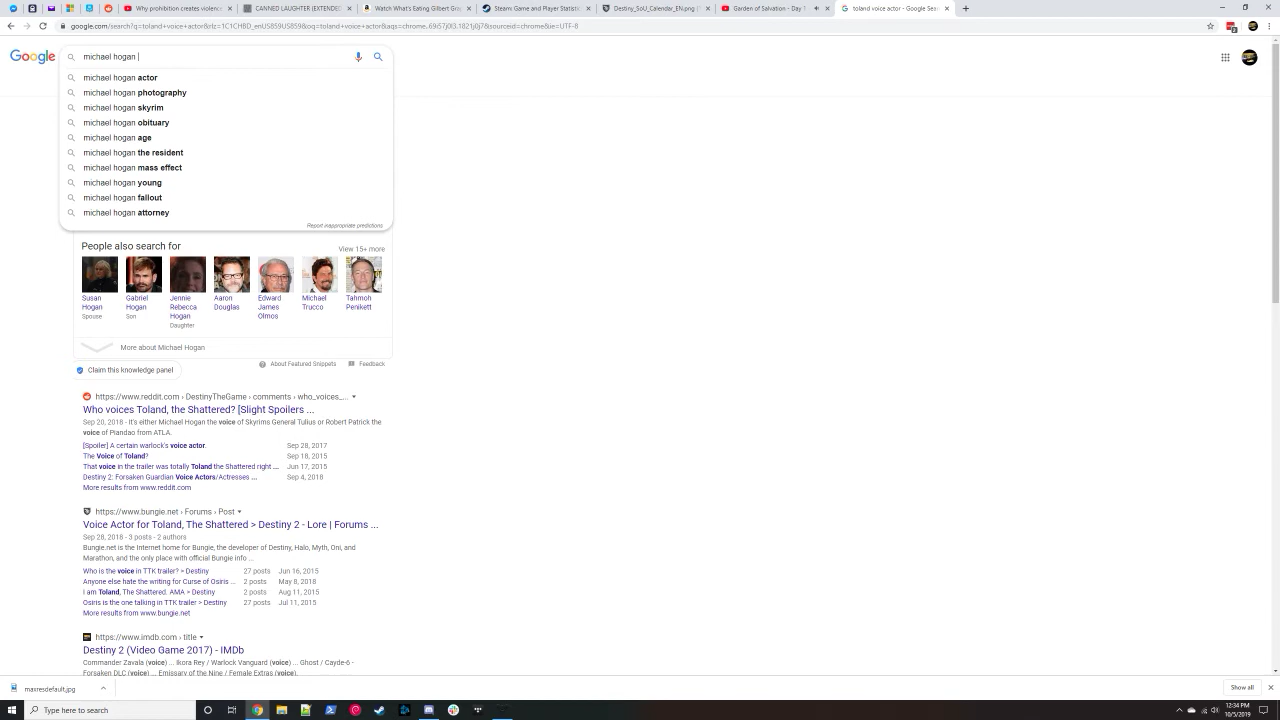 Why prohibition creates violence
CANNED LAUGHTER (EXTENDED
Watch What's Eating Gilbert Gra
Steam: Game and Player Statistic
Destiny_SoU_Calendar_EN.png (1
Garden of Salvation - Day 1
toland voice actor - Google Sear
google.com/search?q=toland+voice+actor&rlz=1C1CHBD_enUS859US859&oq=toland+voice+actor&aqs=chrome..69i57j0l3.1821j0j7&sourceid=chrome&ie=UTF-8
Google
michael hogan
michael hogan actor
michael hogan photography
michael hogan skyrim
michael hogan obituary
michael hogan age
michael hogan the resident
michael hogan mass effect
michael hogan young
michael hogan fallout
michael hogan attorney
Report inappropriate predictions
People also search for
View 15+ more
Susan Hogan
Spouse
Gabriel Hogan
Son
Jennie Rebecca Hogan
Daughter
Aaron Douglas
Edward James Olmos
Michael Trucco
Tahmoh Penikett
More about Michael Hogan
Claim this knowledge panel
About Featured Snippets
Feedback
https://www.reddit.com › DestinyTheGame › comments › who_voices_...
Who voices Toland, the Shattered? [Slight Spoilers ...
Sep 20, 2018 - It's either Michael Hogan the voice of Skyrims General Tulius or Robert Patrick the
voice of Piandao from ATLA.
[Spoiler] A certain warlock's voice actor. Sep 28, 2017
The Voice of Toland? Sep 18, 2015
That voice in the trailer was totally Toland the Shattered right ... Jun 17, 2015
Destiny 2: Forsaken Guardian Voice Actors/Actresses ... Sep 4, 2018
More results from www.reddit.com
https://www.bungie.net › Forums › Post
Voice Actor for Toland, The Shattered > Destiny 2 - Lore | Forums ...
Sep 28, 2018 - 3 posts - 2 authors
Bungie.net is the Internet home for Bungie, the developer of Destiny, Halo, Myth, Oni, and
Marathon, and the only place with official Bungie info ...
Who is the voice in TTK trailer? > Destiny 27 posts Jun 16, 2015
Anyone else hate the writing for Curse of Osiris ... 2 posts May 8, 2018
I am Toland, The Shattered. AMA > Destiny 2 posts Aug 11, 2015
Osiris is the one talking in TTK trailer > Destiny 27 posts Jul 11, 2015
More results from www.bungie.net
https://www.imdb.com › title
Destiny 2 (Video Game 2017) - IMDb
Commander Zavala (voice) ... Ikora Rey / Warlock Vanguard (voice) ... Ghost / Cayde-6 -
Forsaken DLC (voice) ... Emissary of the Nine / Female Extras (voice).
maxresdefault.jpg
Show all
Type here to search
12:34 PM
10/5/2019